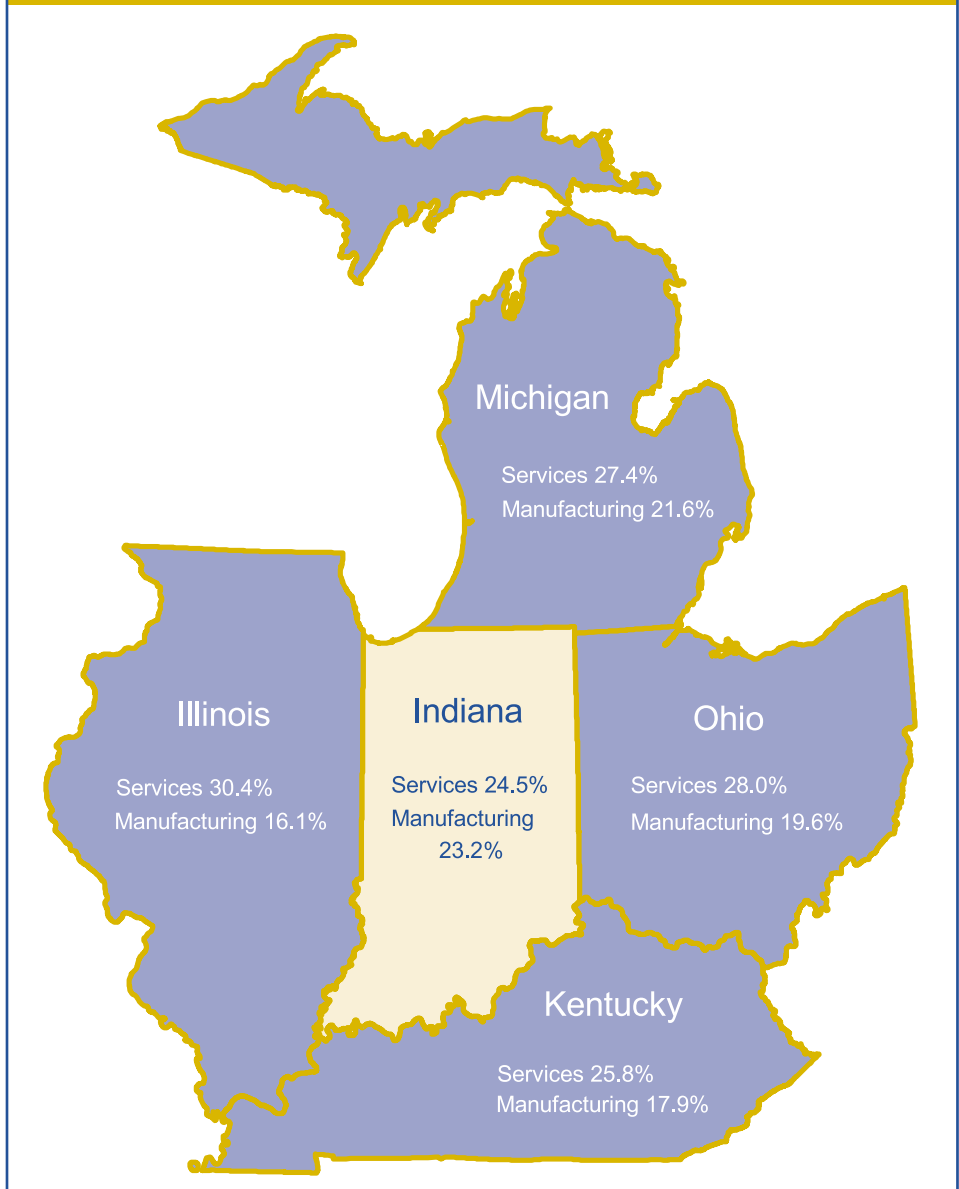 Michigan
Services 27.4%
Manufacturing 21.6%
Illinois
Services 30.4%
Manufacturing 16.1%
Indiana
Services 24.5%
Manufacturing
23.2%
Ohio
Services 28.0%
Manufacturing 19.6%
Kentucky
Services 25.8%
Manufacturing 17.9%